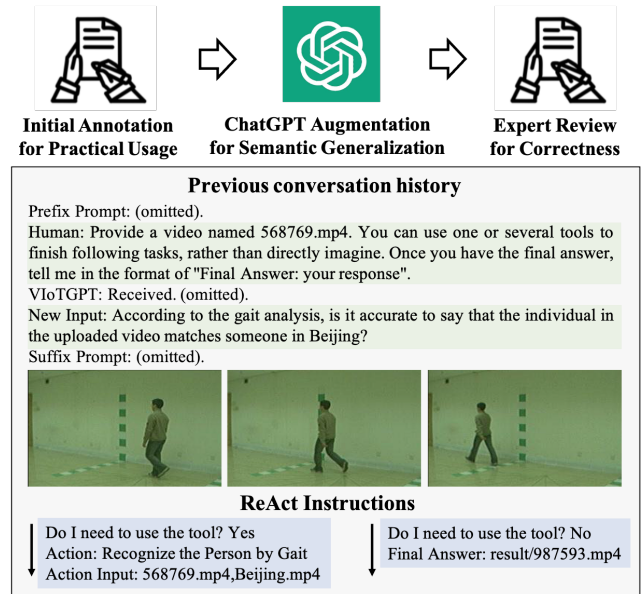 Initial Annotation
for Practical Usage
ChatGPT Augmentation
for Semantic Generalization
Expert Review
for Correctness
Previous conversation history
Prefix Prompt: (omitted).
Human: Provide a video named 568769.mp4. You can use one or several tools to
finish following tasks, rather than directly imagine. Once you have the final answer,
tell me in the format of "Final Answer: your response".
VIoTGPT: Received. (omitted).
New Input: According to the gait analysis, is it accurate to say that the individual in
the uploaded video matches someone in Beijing?
Suffix Prompt: (omitted).
ReAct Instructions
Do I need to use the tool? Yes
Action: Recognize the Person by Gait
Action Input: 568769.mp4,Beijing.mp4
Do I need to use the tool? No
Final Answer: result/987593.mp4